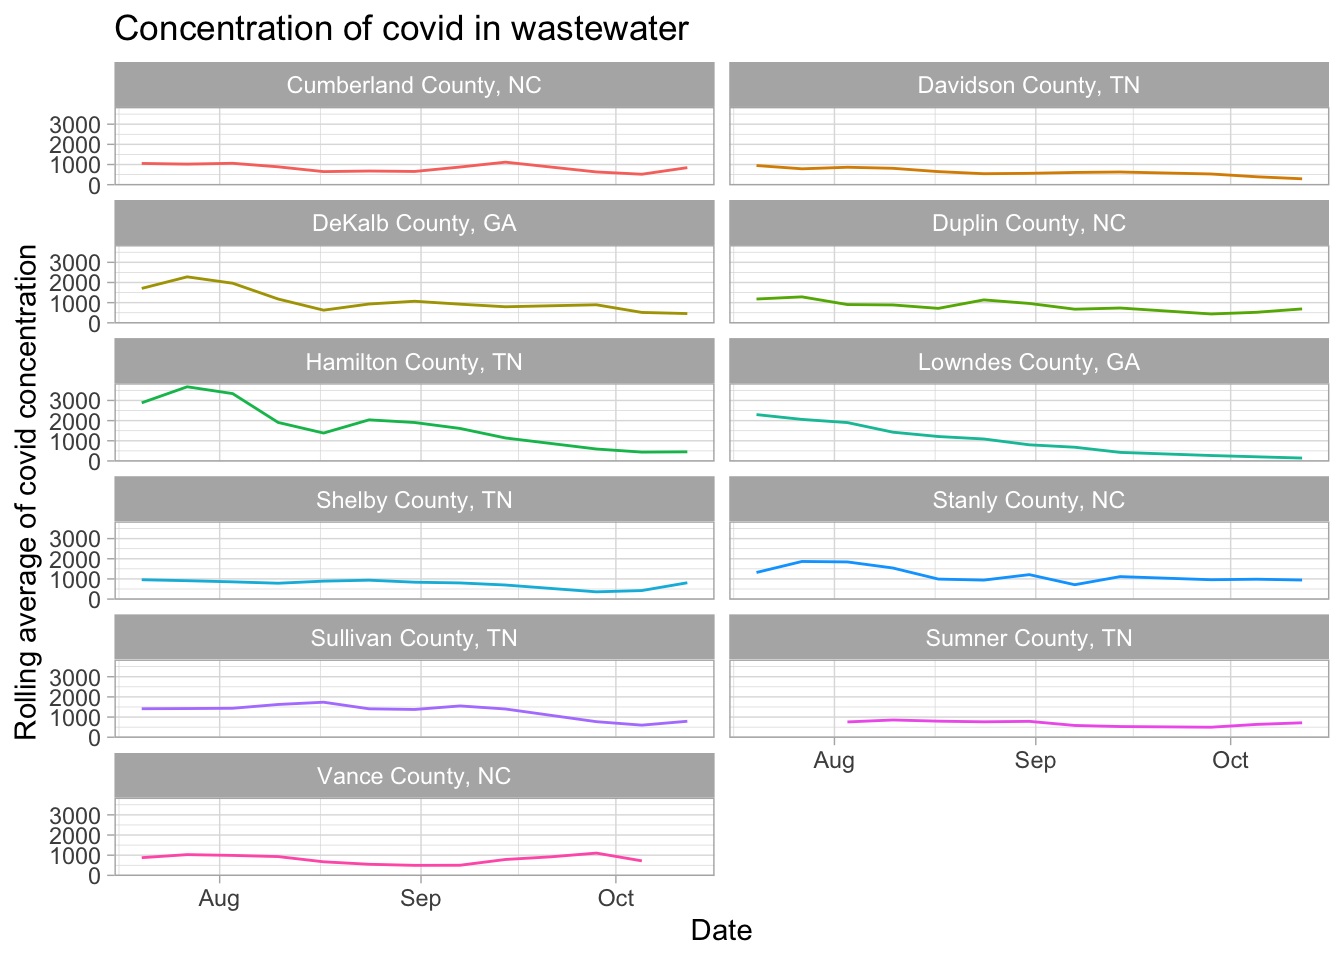 Concentration of covid in wastewater
Rolling average of covid concentration
Cumberland County, NC
3000
2000
1000
0
Davidson County, TN
DeKalb County, GA
3000
2000
1000
0
Duplin County, NC
Hamilton County, TN
3000
2000
1000
0
Lowndes County, GA
Shelby County, TN
3000
2000
1000
0
Stanly County, NC
Sullivan County, TN
3000
2000
1000
0
Sumner County, TN
Aug Sep Oct
Vance County, NC
3000
2000
1000
0
Aug Sep Oct
Date